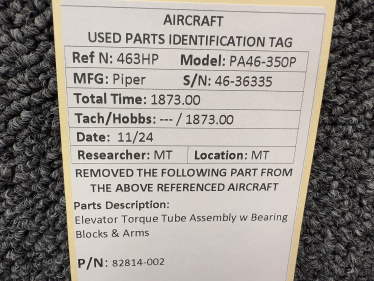 AIRCRAFT
USED PARTS IDENTIFICATION TAG
Ref N: 463HP Model: PA46-350P
MFG: Piper S/N: 46-36335
Total Time: 1873.00
Tach/Hobbs: --- / 1873.00
Date: 11/24
Researcher: MT Location: MT
REMOVED THE FOLLOWING PART FROM
THE ABOVE REFERENCED AIRCRAFT
Parts Description:
Elevator Torque Tube Assembly w Bearing
Blocks & Arms
P/N: 82814-002